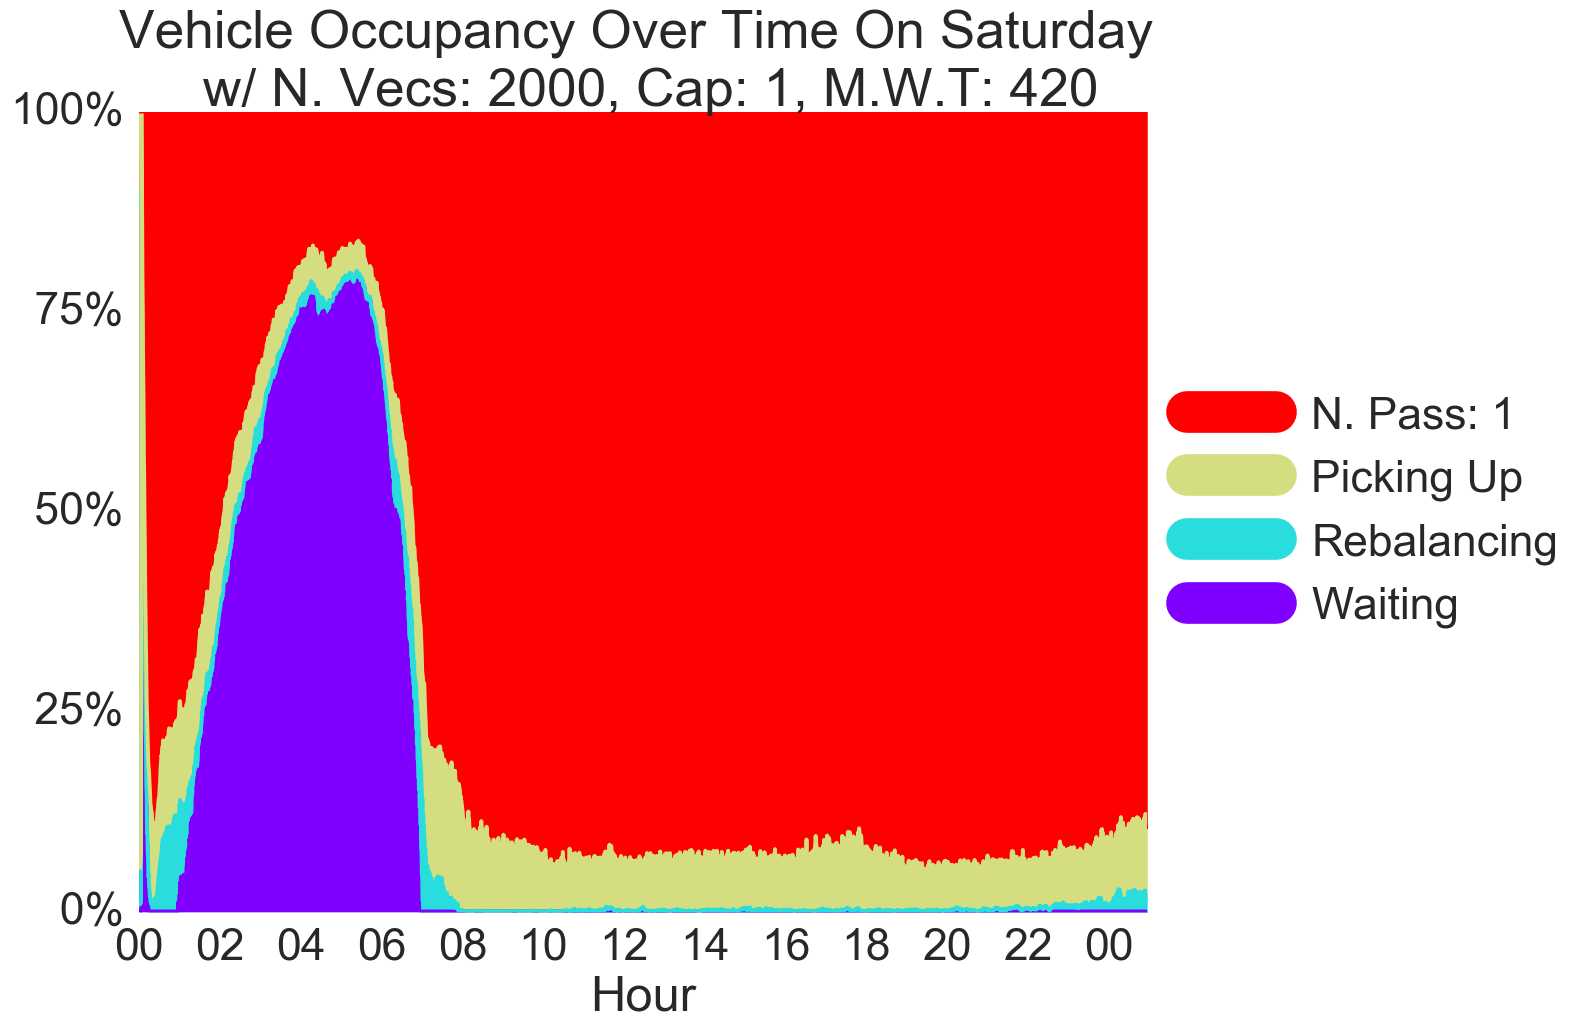 Vehicle Occupancy Over Time On Saturday
w/ N. Vecs: 2000, Cap: 1, M.W.T: 420
100%
75%
50%
25%
0%
00 02 04 06 08 10 12 14 16 18 20 22 00
Hour
N. Pass: 1
Picking Up
Rebalancing
Waiting